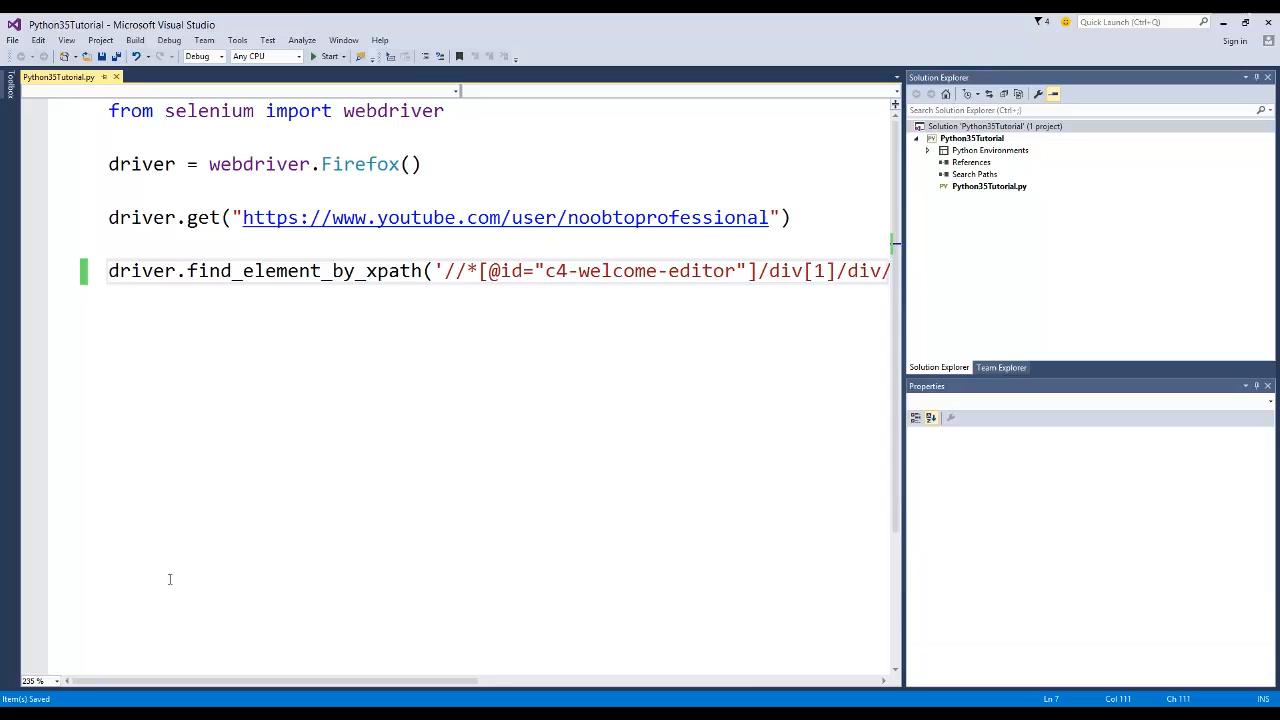 Python35Tutorial - Microsoft Visual Studio
4
Quick Launch (Ctrl+Q)
File Edit View Project Build Debug Team Tools Test Analyze Window Help
Sign in
Debug Any CPU Start
Toolbox
Python35Tutorial.py
from selenium import webdriver
driver = webdriver.Firefox()
driver.get("https://www.youtube.com/user/noobtoprofessional")
driver.find_element_by_xpath('//*[@id="c4-welcome-editor"]/div[1]/div/
235 %
Solution Explorer
Search Solution Explorer (Ctrl+;)
Solution 'Python35Tutorial' (1 project)
Python35Tutorial
Python Environments
References
Search Paths
Python35Tutorial.py
Solution Explorer Team Explorer
Properties
Item(s) Saved Ln 7 Col 111 Ch 111 INS